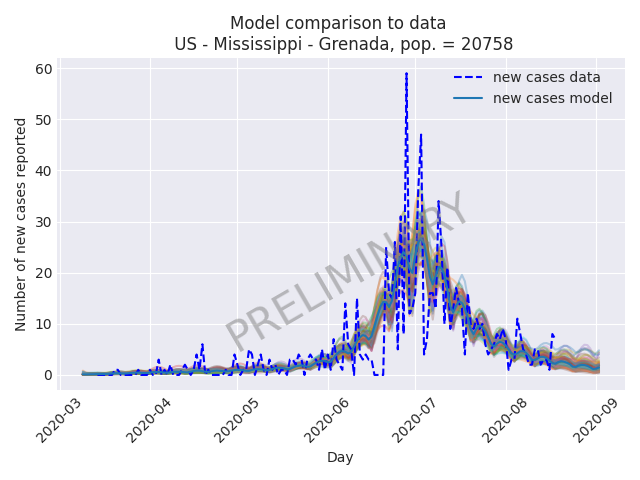 Model comparison to data
US - Mississippi - Grenada, pop. = 20758
new cases data
new cases model
PRELIMINARY
Number of new cases reported
60
50
40
30
20
10
0
2020-03
2020-04
2020-05
2020-06
2020-07
2020-08
2020-09
Day